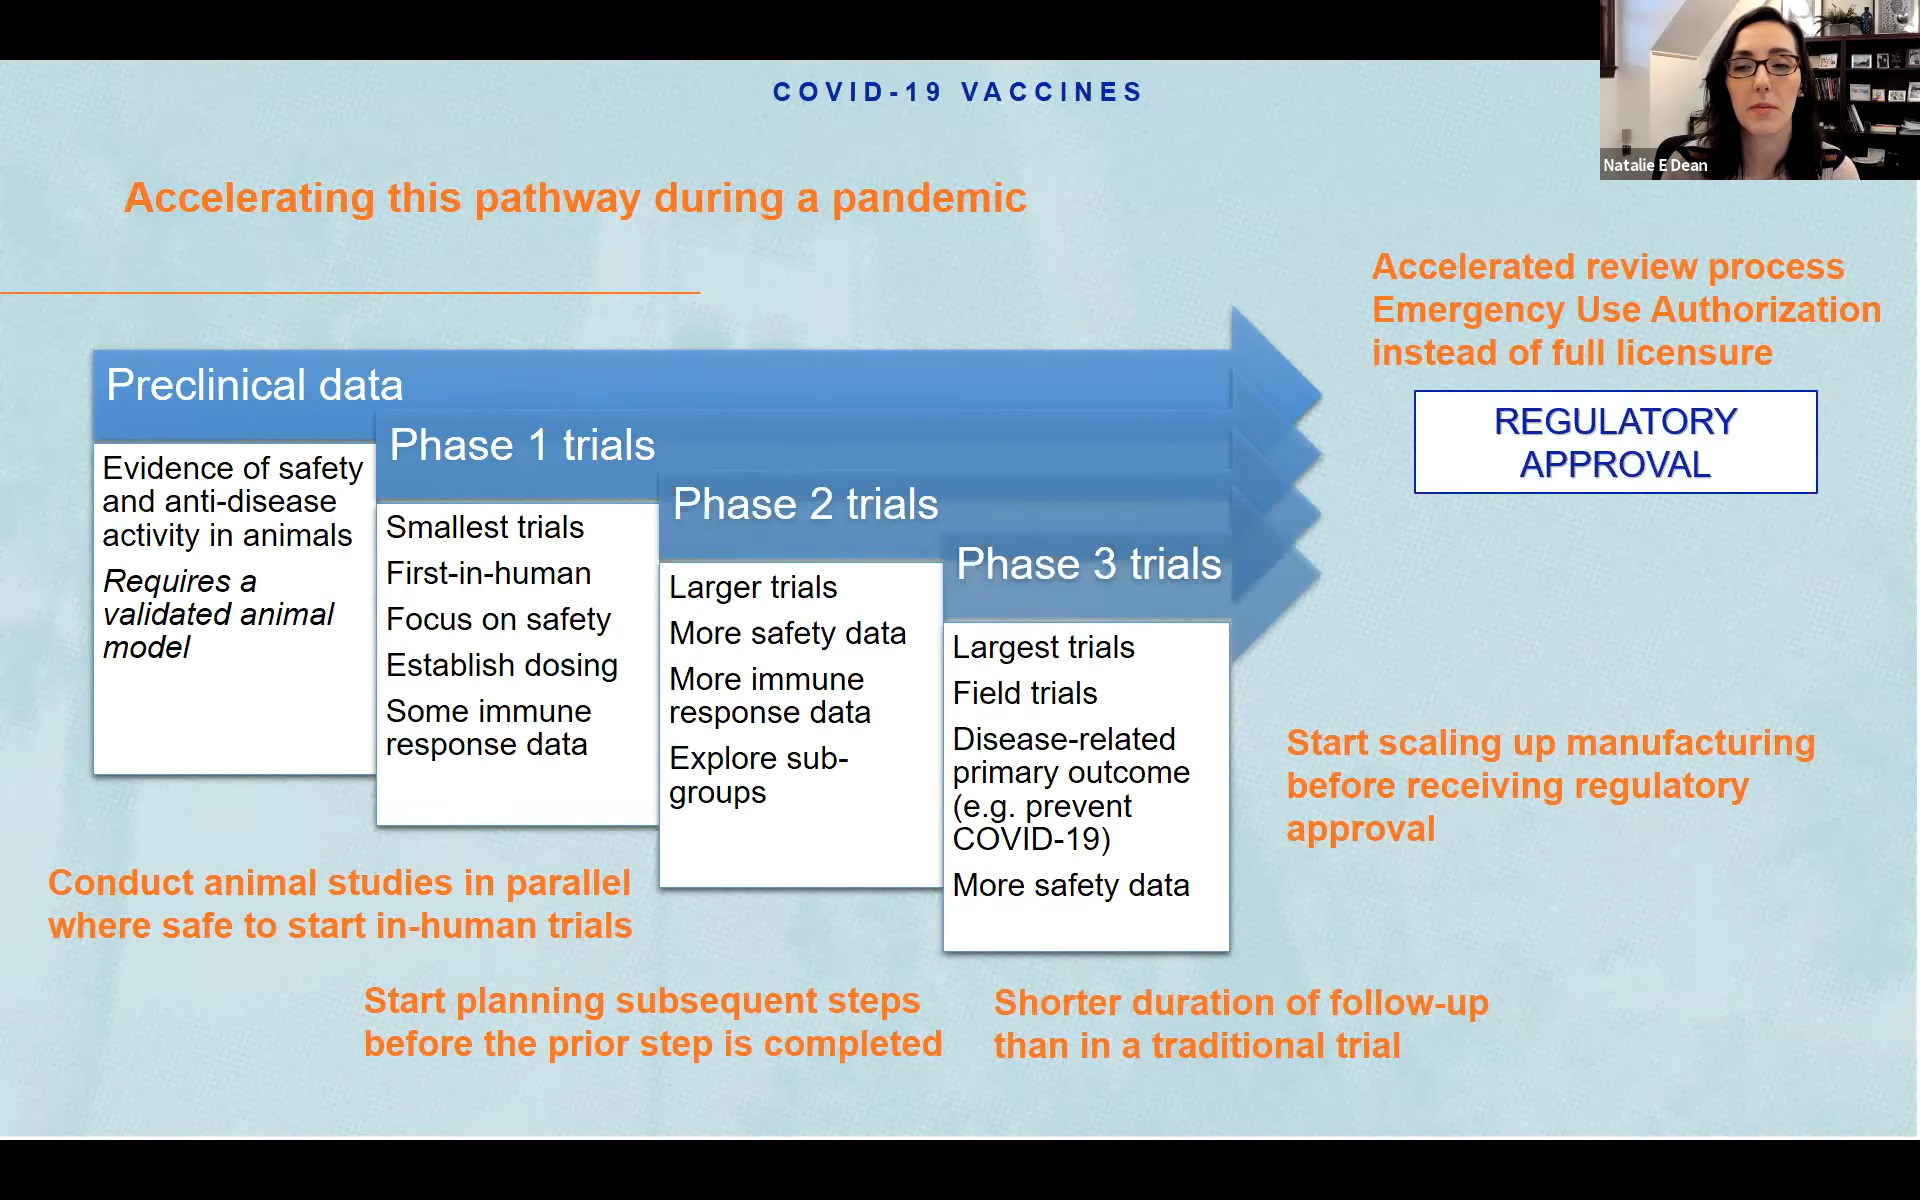 COVID-19 VACCINES
Natalie E Dean
Accelerating this pathway during a pandemic
Accelerated review process
Emergency Use Authorization
instead of full licensure
REGULATORY
APPROVAL
Preclinical data
Evidence of safety
and anti-disease
activity in animals
Requires a
validated animal
model
Phase 1 trials
Smallest trials
First-in-human
Focus on safety
Establish dosing
Some immune
response data
Phase 2 trials
Larger trials
More safety data
More immune
response data
Explore sub-
groups
Phase 3 trials
Largest trials
Field trials
Disease-related
primary outcome
(e.g. prevent
COVID-19)
More safety data
Start scaling up manufacturing
before receiving regulatory
approval
Conduct animal studies in parallel
where safe to start in-human trials
Start planning subsequent steps
before the prior step is completed
Shorter duration of follow-up
than in a traditional trial